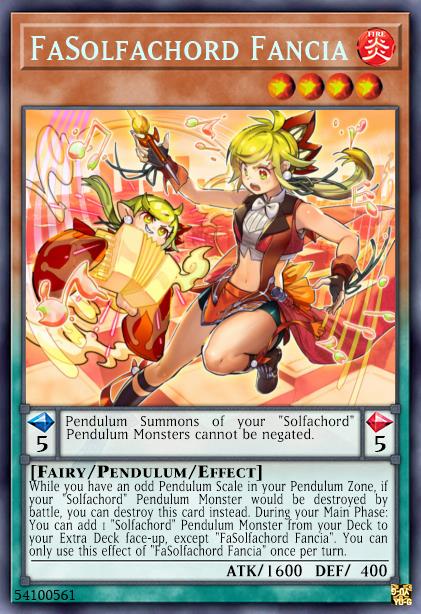 FaSolfachord Fancia
FIRE
炎
Pendulum Summons of your "Solfachord"
Pendulum Monsters cannot be negated.
5
5
[Fairy/Pendulum/Effect]
While you have an odd Pendulum Scale in your Pendulum Zone, if
your "Solfachord" Pendulum Monster would be destroyed by
battle, you can destroy this card instead. During your Main Phase:
You can add 1 "Solfachord" Pendulum Monster from your Deck to
your Extra Deck face-up, except "FaSolfachord Fancia". You can
only use this effect of "FaSolfachord Fancia" once per turn.
ATK/1600 DEF/ 400
54100561